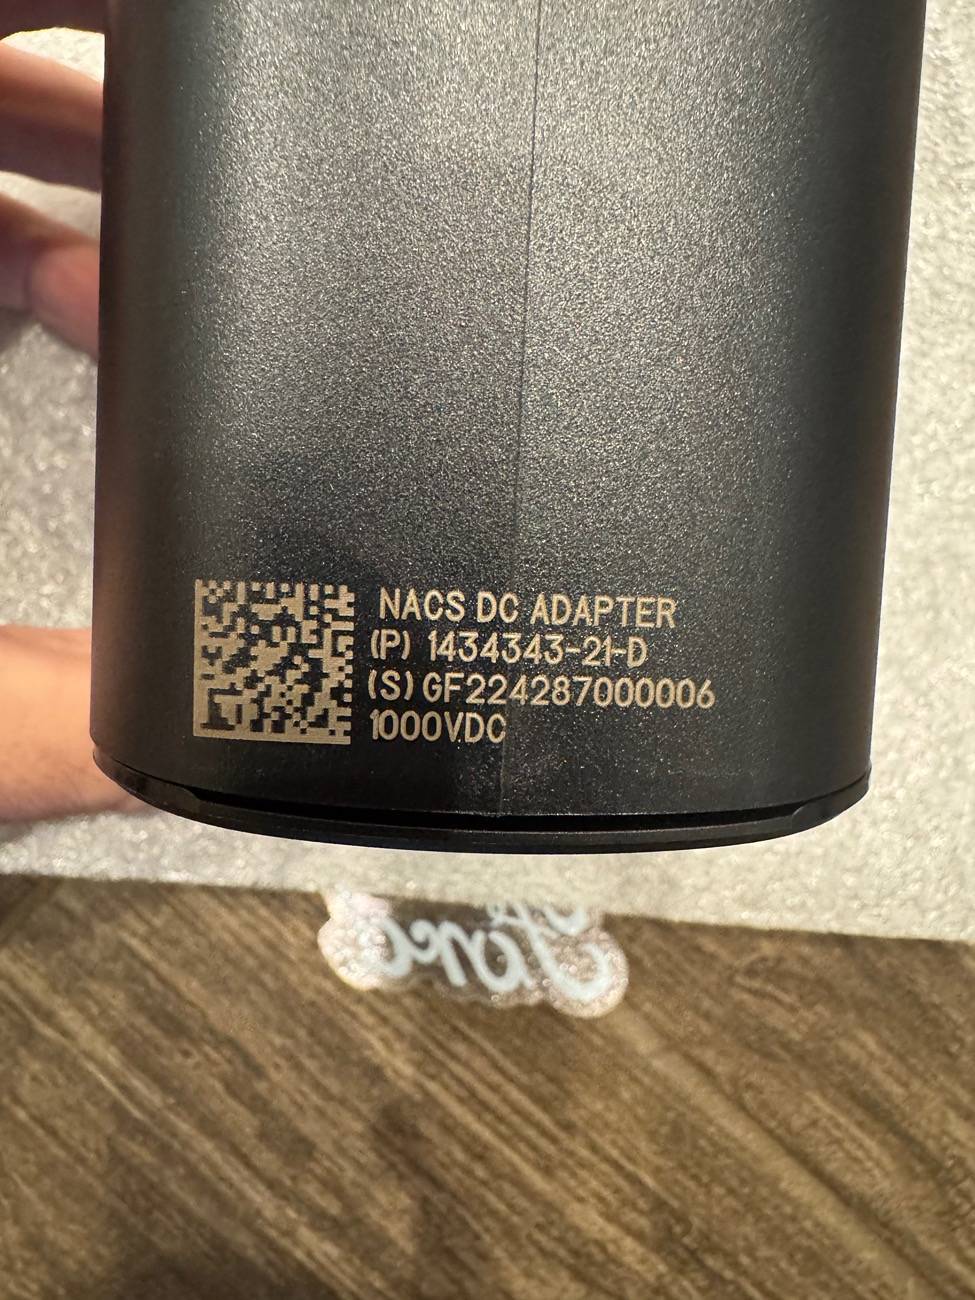 NACS DC ADAPTER
(P) 1434343-21-D
(S) GF224287000006
1000VDC